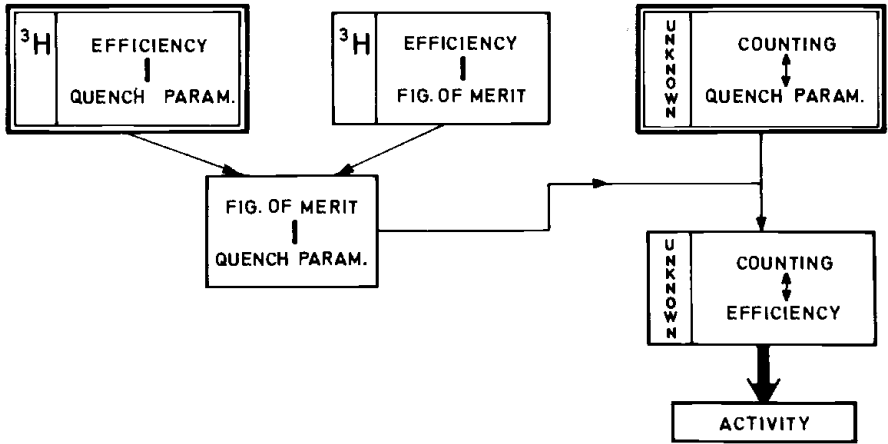 ³H
EFFICIENCY
QUENCH PARAM.
³H
EFFICIENCY
FIG. OF MERIT
UNKNOWN
COUNTING
QUENCH PARAM.
FIG. OF MERIT
QUENCH PARAM.
UNKNOWN
COUNTING
EFFICIENCY
ACTIVITY